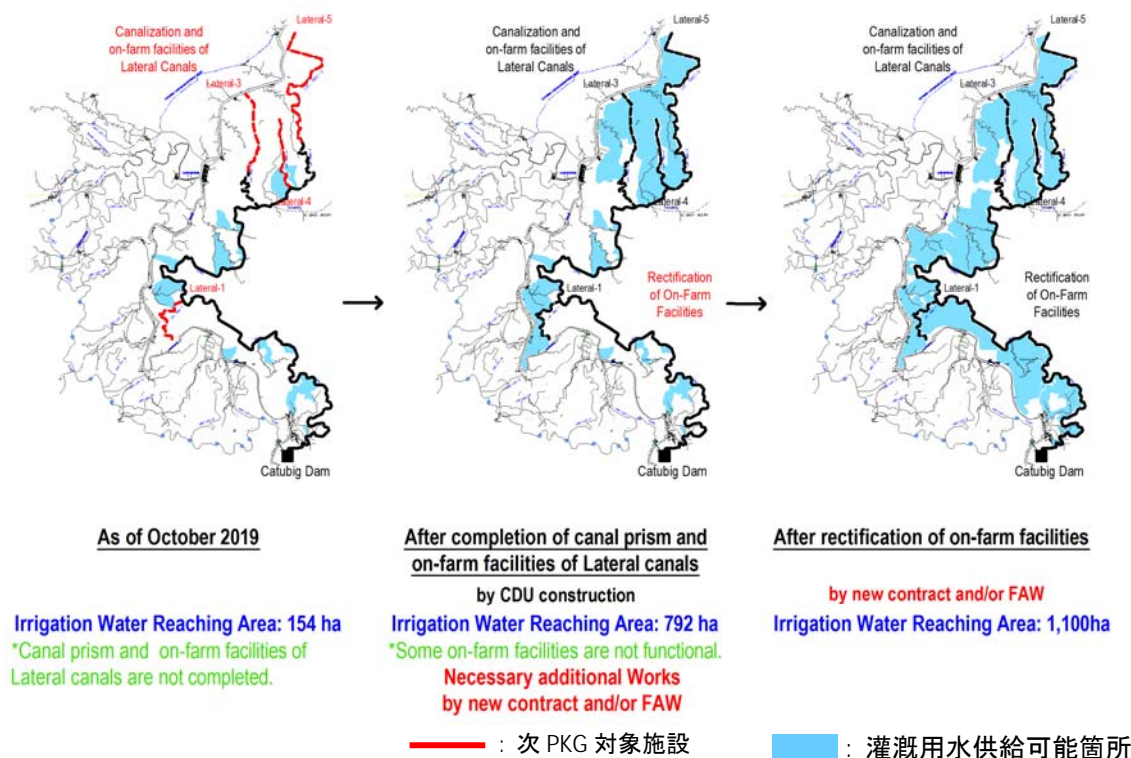 Lateral-5
Canalization and
on-farm facilities of
Lateral Canals
Lateral-3
Lateral-4
Lateral-1
Catubig Dam
Lateral-5
Canalization and
on-farm facilities of
Lateral Canals
Lateral-3
Lateral-4
Rectification
of On-Farm
Facilities
Lateral-1
Catubig Dam
Lateral-5
Canalization and
on-farm facilities of
Lateral Canals
Lateral-3
Lateral-4
Rectification
of On-Farm
Facilities
Lateral-1
Catubig Dam
As of October 2019
Irrigation Water Reaching Area: 154 ha
*Canal prism and on-farm facilities of
Lateral canals are not completed.
After completion of canal prism and
on-farm facilities of Lateral canals
by CDU construction
Irrigation Water Reaching Area: 792 ha
*Some on-farm facilities are not functional.
Necessary additional Works
by new contract and/or FAW
After rectification of on-farm facilities
by new contract and/or FAW
Irrigation Water Reaching Area: 1,100ha
: 次 PKG 対象施設
: 灌漑用水供給可能箇所